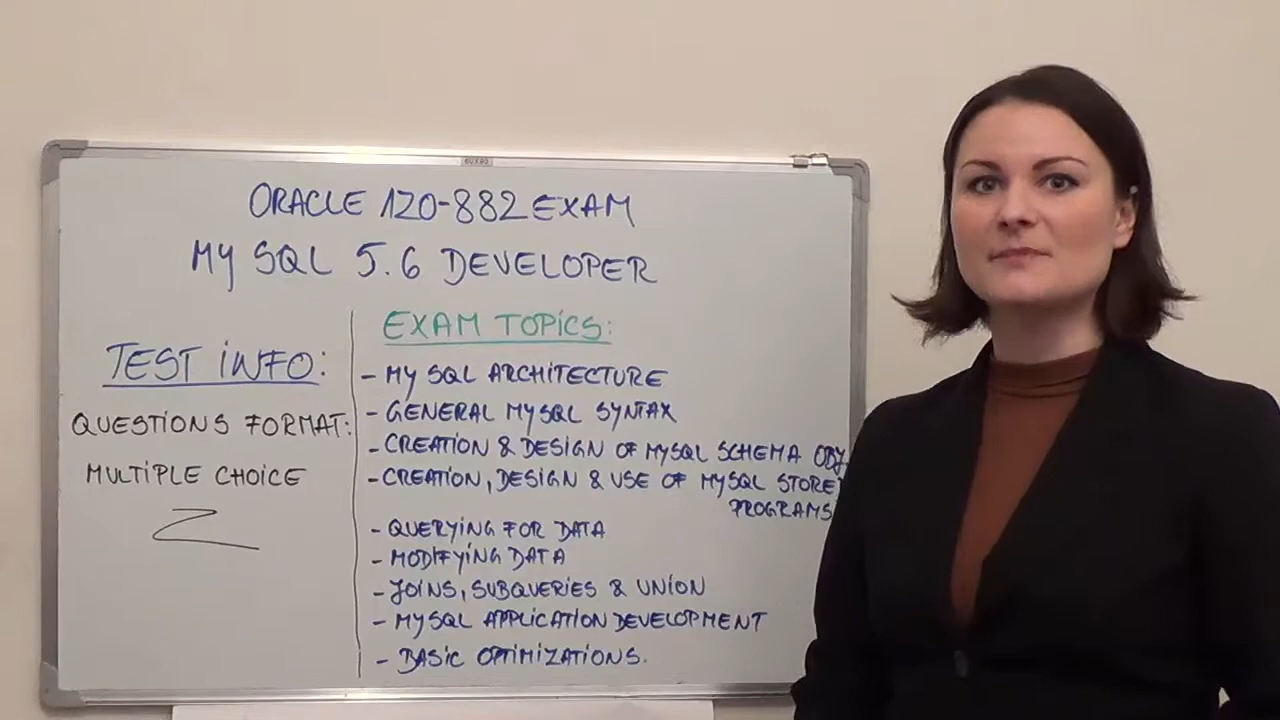 ORACLE 1Z0-882 EXAM
MY SQL 5.6 DEVELOPER
TEST INFO:
QUESTIONS FORMAT:
MULTIPLE CHOICE
EXAM TOPICS:
- MY SQL ARCHITECTURE
- GENERAL MYSQL SYNTAX
- CREATION & DESIGN OF MYSQL SCHEMA OBJ.
- CREATION, DESIGN & USE OF MYSQL STORE
PROGRAMS
- QUERYING FOR DATA
- MODIFYING DATA
- JOINS, SUBQUERIES & UNION
- MYSQL APPLICATION DEVELOPMENT
- BASIC OPTIMIZATIONS.